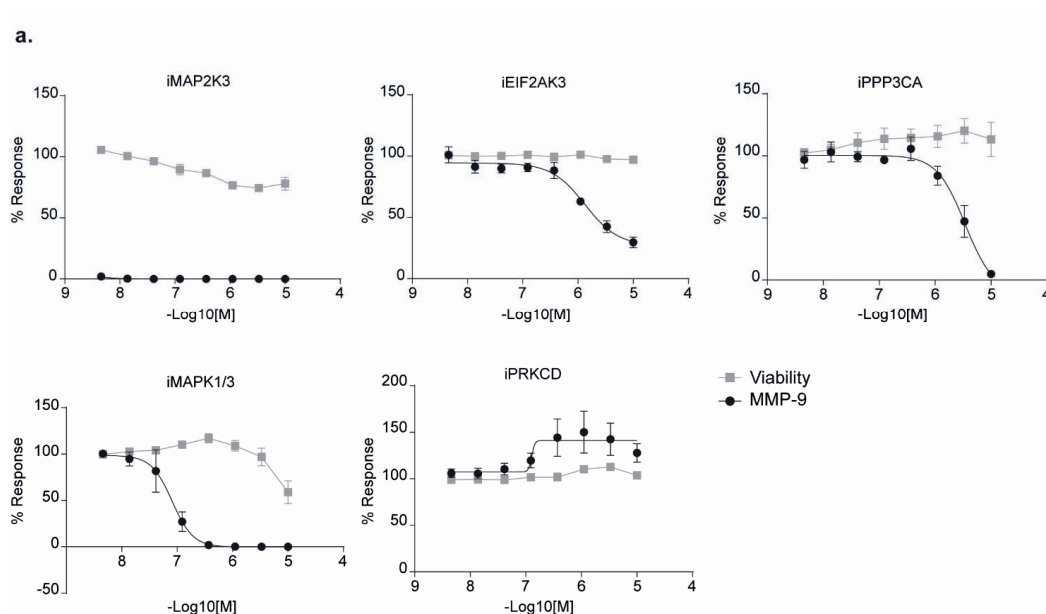 a.
iMAP2K3
% Response
150
100
50
0
9 8 7 6 5 4
-Log10[M]
iEIF2AK3
% Response
150
100
50
0
9 8 7 6 5 4
-Log10[M]
iPPP3CA
% Response
150
100
50
0
9 8 7 6 5 4
-Log10[M]
iMAPK1/3
% Response
150
100
50
0
-50
8 7 6 5 4
-Log10[M]
iPRKCD
% Response
200
150
100
50
0
9 8 7 6 5 4
-Log10[M]
Viability
MMP-9